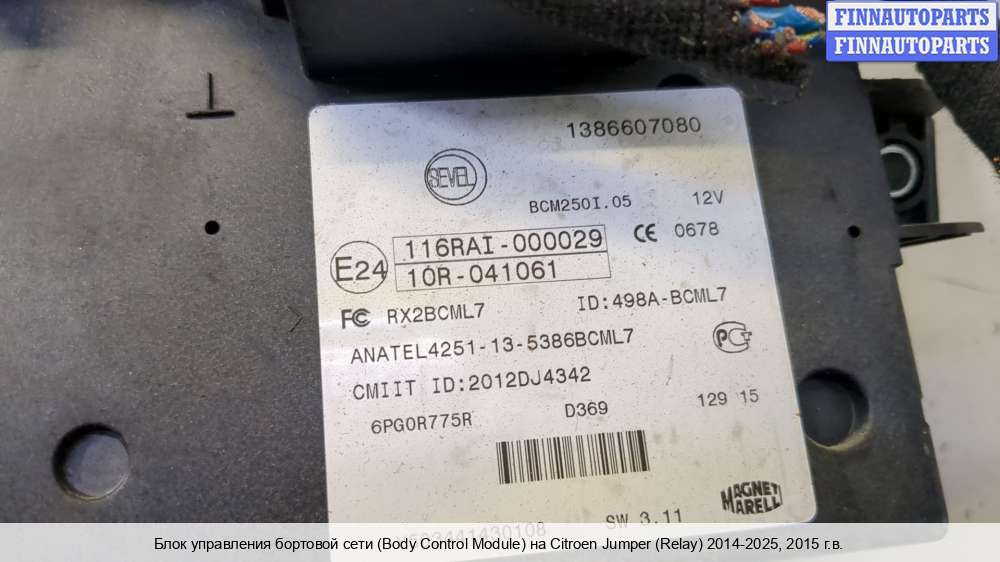 FINNAUTOPARTS
FINNAUTOPARTS
1386607080
SEVEL
BCM250I.05 12V
116RAI-000029
CE 0678
E24
10R-041061
FC RX2BCML7 ID:498A-BCML7
ANATEL4251-13-5386BCML7
CMIIT ID:2012DJ4342
6PG0R775R D369 129 15
MAGNETI
MARELLI
SW 3.11
Блок управления бортовой сети (Body Control Module) на Citroen Jumper (Relay) 2014-2025, 2015 г.в.